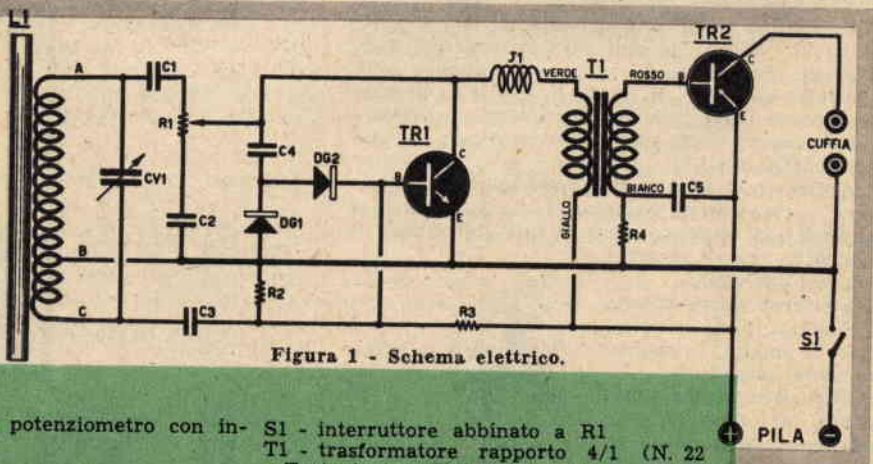 L1
A
C1
R1
CV1
C2
B
C
C3
C4
DG2
DG1
R2
TR1
B
C
E
R3
J1
VERDE
T1
ROSSO
GIALLO
BIANCO
C5
R4
TR2
B
C
E
CUFFIA
S1
+ PILA -
Figura 1 - Schema elettrico.
potenziometro con in-
S1 - interruttore abbinato a R1
T1 - trasformatore rapporto 4/1 (N. 22